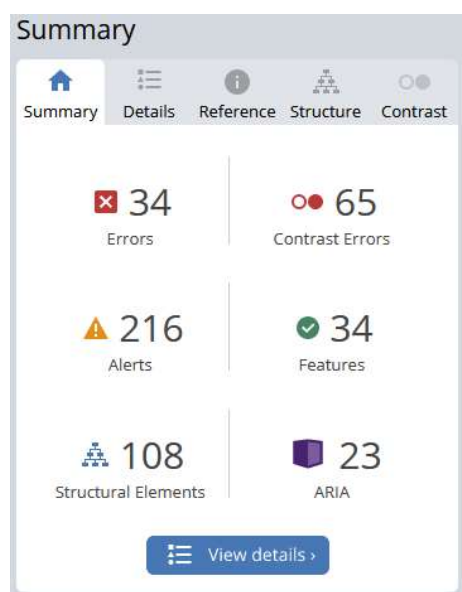 Summary
Summary Details Reference Structure Contrast
34 65
Errors Contrast Errors
216 34
Alerts Features
108 23
Structural Elements ARIA
View details ›